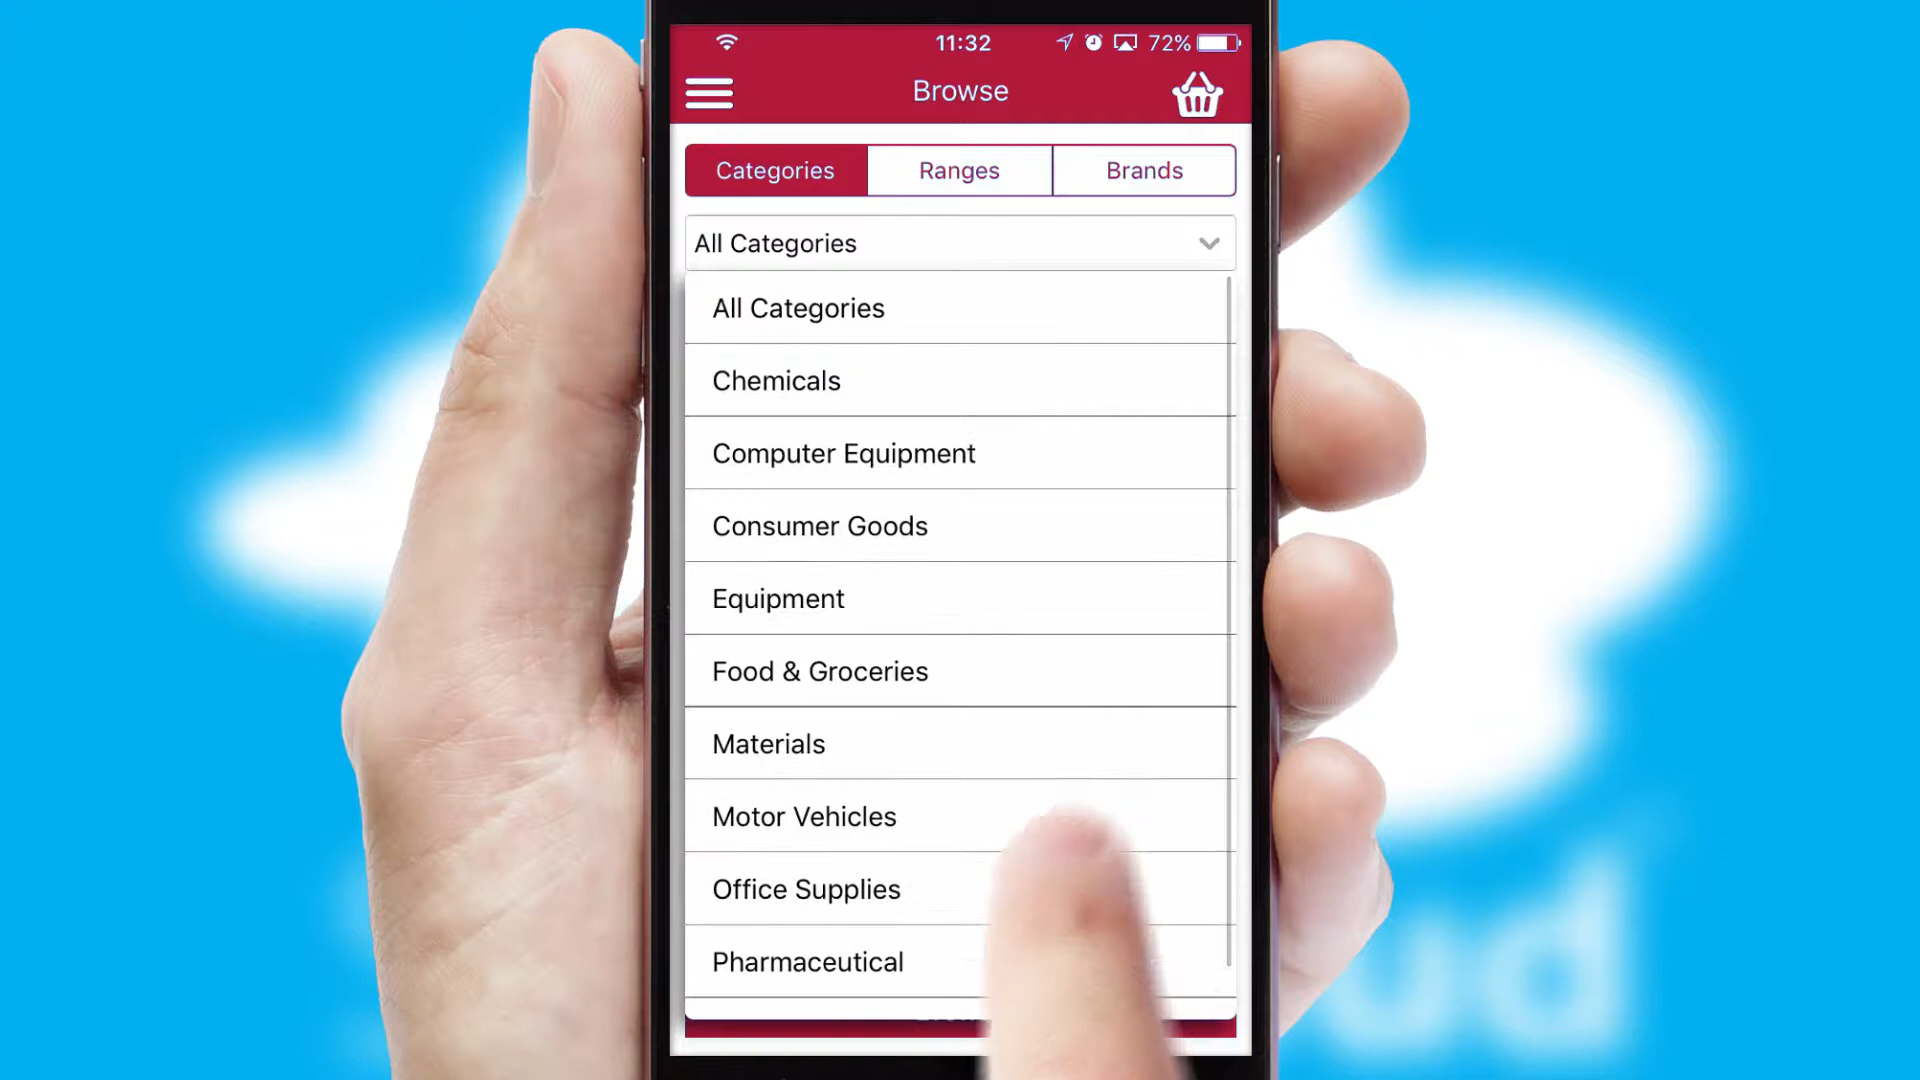 11:32
72%
Browse
Categories
Ranges
Brands
All Categories
All Categories
Chemicals
Computer Equipment
Consumer Goods
Equipment
Food & Groceries
Materials
Motor Vehicles
Office Supplies
Pharmaceutical
ud